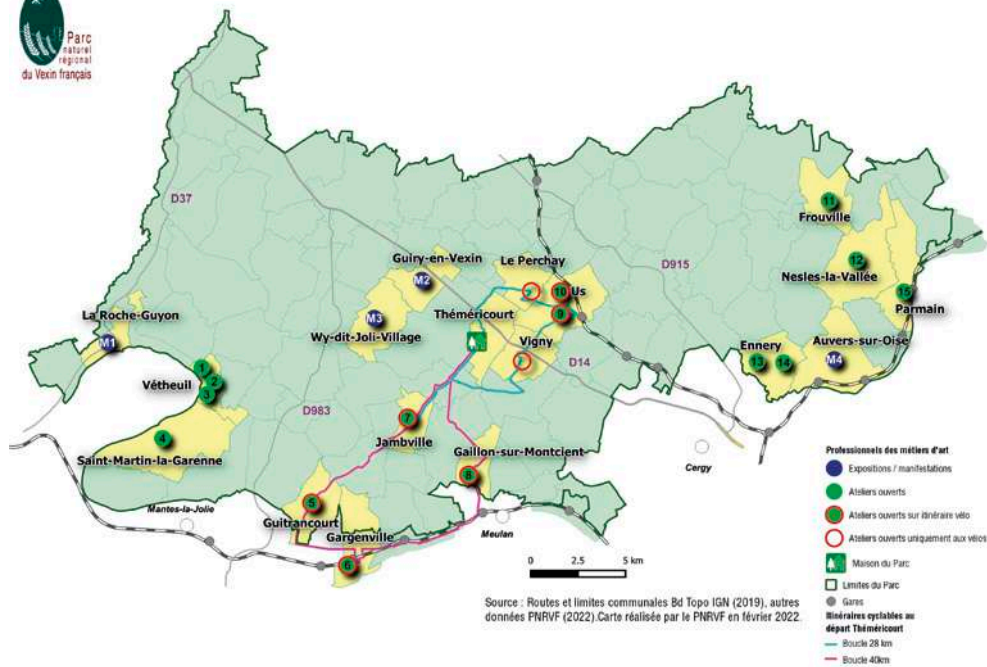 Parc
naturel
régional
du Vexin français
D37
11
Frouville
Guiry-en-Vexin
Le Perchay
D915
12
M2
10
Us
Nesles-la-Vallée
15
La Roche-Guyon
M3
Théméricourt
9
Parmain
M1
Wy-dit-Joli-Village
Vigny
Ennery
Auvers-sur-Oise
1
13
14
M4
Vétheuil
2
D14
3
D983
7
4
Jambville
Saint-Martin-la-Garenne
Gaillon-sur-Montcient
Cergy
8
Mantes-la-Jolie
5
Guitrancourt
Meulan
Gargenville
6
0 2.5 5 km
Source : Routes et limites communales Bd Topo IGN (2019), autres
données PNRVF (2022).Carte réalisée par le PNRVF en février 2022.
Professionnels des métiers d'art
Expositions / manifestations
Ateliers ouverts
Ateliers ouverts sur itinéraire vélo
Ateliers ouverts uniquement aux vélos
Maison du Parc
Limites du Parc
Gares
Itinéraires cyclables au
départ Théméricourt
Boucle 28 km
Boucle 40km